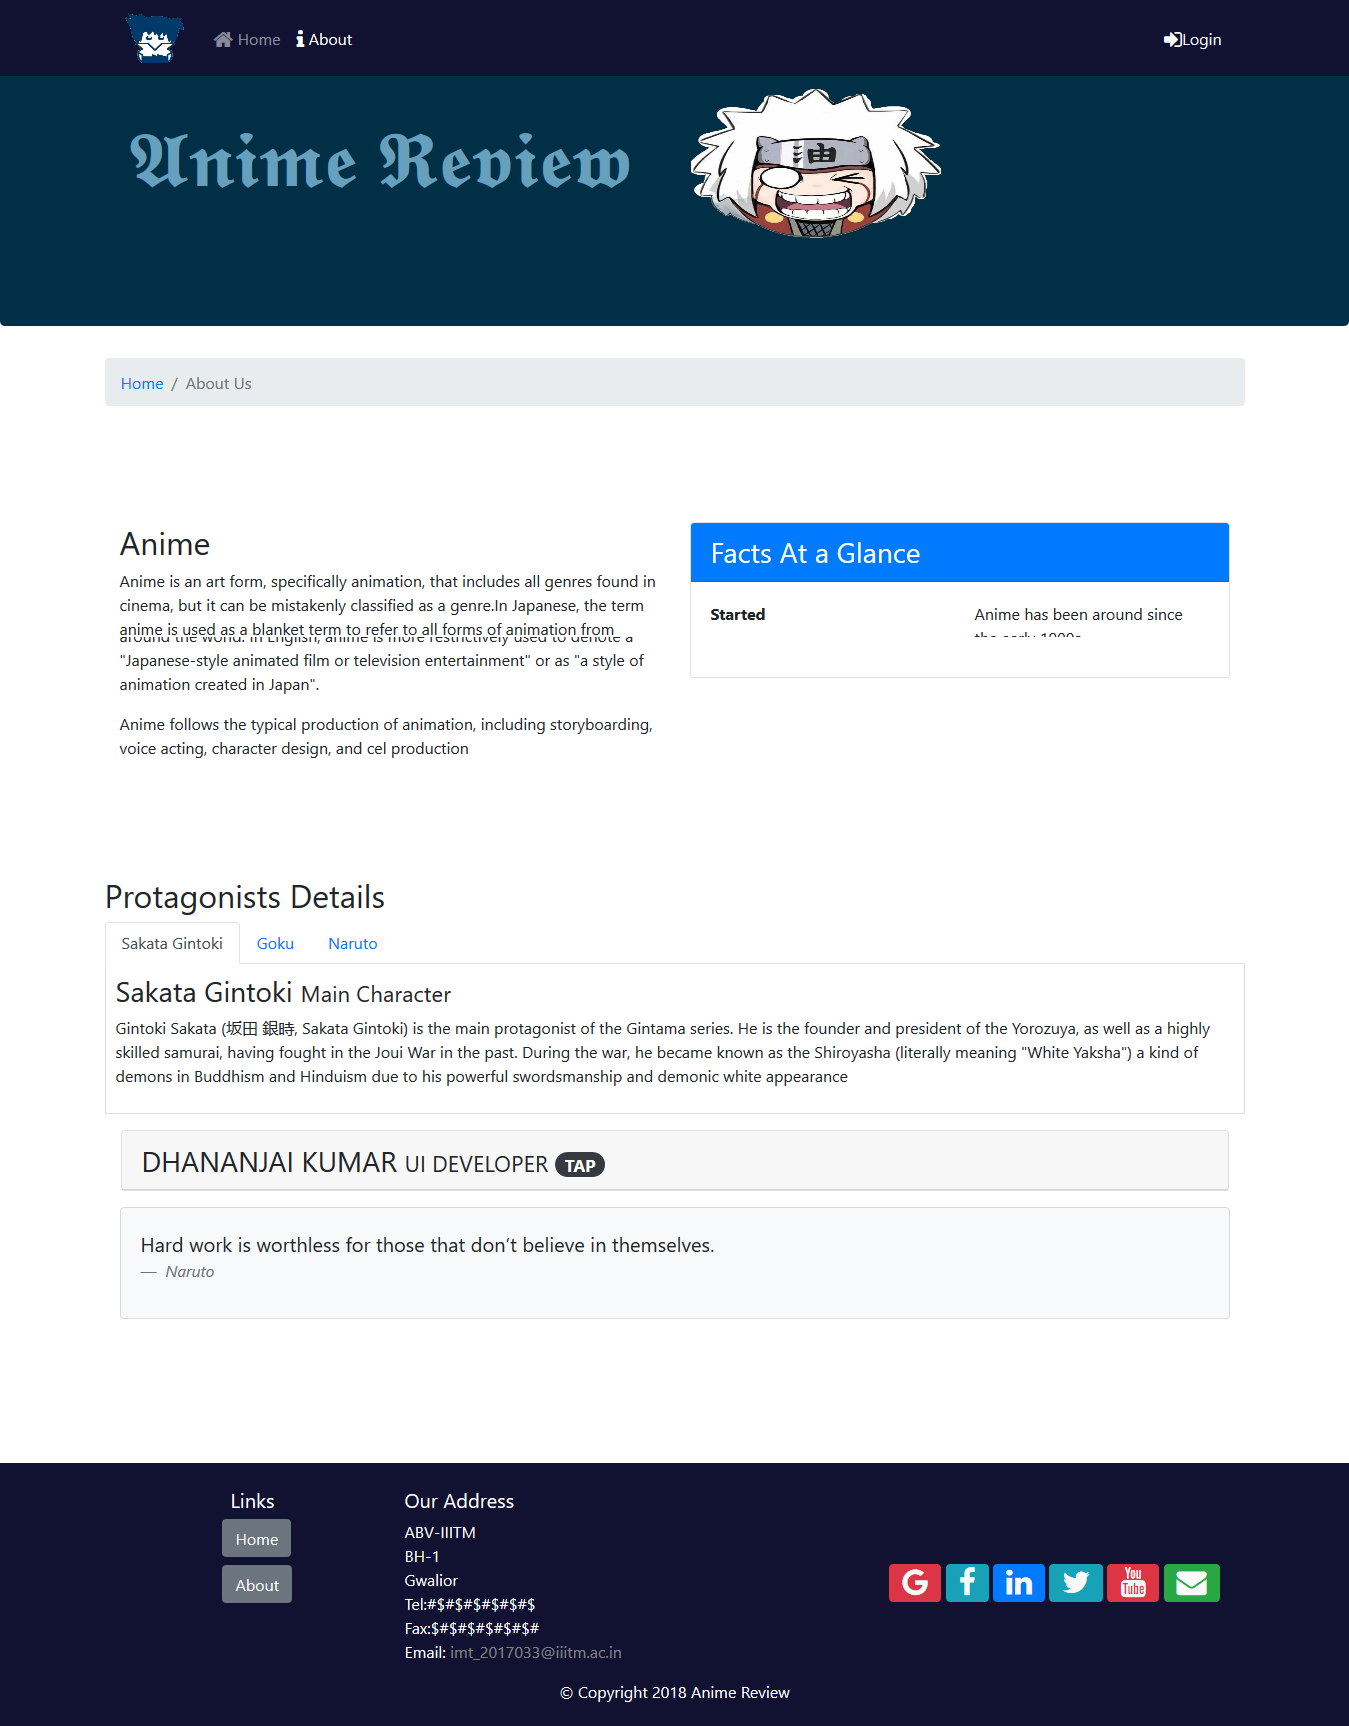 Home About Login
Anime Review
由
Home / About Us
Anime
Anime is an art form, specifically animation, that includes all genres found in
cinema, but it can be mistakenly classified as a genre.In Japanese, the term
anime is used as a blanket term to refer to all forms of animation from
around the world. In English, anime is more restrictively used to denote a
"Japanese-style animated film or television entertainment" or as "a style of
animation created in Japan".
Anime follows the typical production of animation, including storyboarding,
voice acting, character design, and cel production
Facts At a Glance
Started
Anime has been around since
the early 1900s
Protagonists Details
Sakata Gintoki Goku Naruto
Sakata Gintoki Main Character
Gintoki Sakata (坂田 銀時, Sakata Gintoki) is the main protagonist of the Gintama series. He is the founder and president of the Yorozuya, as well as a highly
skilled samurai, having fought in the Joui War in the past. During the war, he became known as the Shiroyasha (literally meaning "White Yaksha") a kind of
demons in Buddhism and Hinduism due to his powerful swordsmanship and demonic white appearance
DHANANJAI KUMAR UI DEVELOPER TAP
Hard work is worthless for those that don’t believe in themselves.
— Naruto
Links
Home
About
Our Address
ABV-IIITM
BH-1
Gwalior
Tel:#$#$#$#$#$#$
Fax:$#$#$#$#$#$#
Email: imt_2017033@iiitm.ac.in
You
Tube
© Copyright 2018 Anime Review